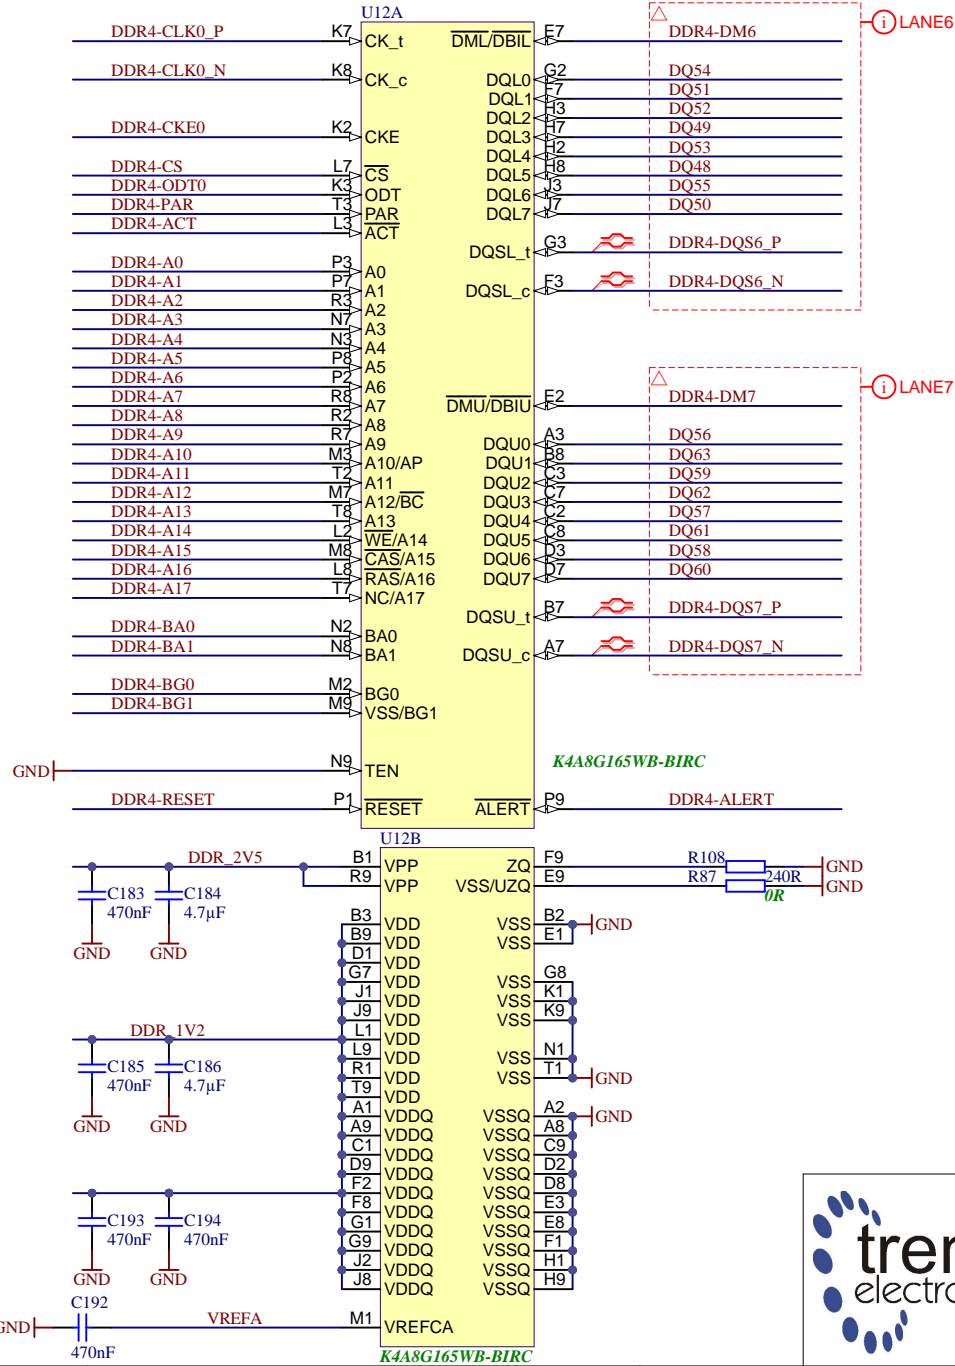 U12A
DDR4-CLK0_P K7 CK_t DML/DBIL E7 DDR4-DM6 i LANE6
DDR4-CLK0_N K8 CK_c DQL0 G2 DQ54
DQL1 F7 DQ51
DQL2 H3 DQ52
DDR4-CKE0 K2 CKE DQL3 H7 DQ49
DQL4 H2 DQ53
DDR4-CS L7 CS DQL5 H8 DQ48
DDR4-ODT0 K3 ODT DQL6 J3 DQ55
DDR4-PAR T3 PAR DQL7 J7 DQ50
DDR4-ACT L3 ACT
DQSL_t G3 DDR4-DQS6_P
DDR4-A0 P3 A0
DDR4-A1 P7 A1 DQSL_c F3 DDR4-DQS6_N
DDR4-A2 R3 A2
DDR4-A3 N7 A3
DDR4-A4 N3 A4
DDR4-A5 P8 A5
DDR4-A6 P2 A6 i LANE7
DDR4-A7 R8 A7 DMU/DBIU E2 DDR4-DM7
DDR4-A8 R2 A8
DDR4-A9 R7 A9 DQU0 A3 DQ56
DDR4-A10 M3 A10/AP DQU1 B8 DQ63
DDR4-A11 T2 A11 DQU2 C3 DQ59
DDR4-A12 M7 A12/BC DQU3 C7 DQ62
DDR4-A13 T8 A13 DQU4 C2 DQ57
DDR4-A14 L2 WE/A14 DQU5 C8 DQ61
DDR4-A15 M8 CAS/A15 DQU6 D3 DQ58
DDR4-A16 L8 RAS/A16 DQU7 D7 DQ60
DDR4-A17 T7 NC/A17
DQSU_t B7 DDR4-DQS7_P
DDR4-BA0 N2 BA0
DDR4-BA1 N8 BA1 DQSU_c A7 DDR4-DQS7_N
DDR4-BG0 M2 BG0
DDR4-BG1 M9 VSS/BG1
K4A8G165WB-BIRC
GND N9 TEN
DDR4-RESET P1 RESET ALERT P9 DDR4-ALERT
U12B
DDR_2V5 B1 VPP ZQ F9 R108 240R GND
R9 VPP VSS/UZQ E9 R87 0R GND
C183 470nF GND
C184 4.7µF GND
B3 VDD VSS B2 GND
B9 VDD VSS E1
D1 VDD
G7 VDD VSS G8
J1 VDD VSS K1
J9 VDD VSS K9
DDR_1V2 L1 VDD
L9 VDD VSS N1
R1 VDD VSS T1 GND
C185 470nF GND
C186 4.7µF GND
T9 VDD
A1 VDDQ VSSQ A2 GND
A9 VDDQ VSSQ A8
C1 VDDQ VSSQ C9
D9 VDDQ VSSQ D2
F2 VDDQ VSSQ D8
F8 VDDQ VSSQ E3
G1 VDDQ VSSQ E8
G9 VDDQ VSSQ F1
J2 VDDQ VSSQ H1
J8 VDDQ VSSQ H9
C193 470nF GND
C194 470nF GND
GND C192 470nF VREFA M1 VREFCA
K4A8G165WB-BIRC
tren
electro